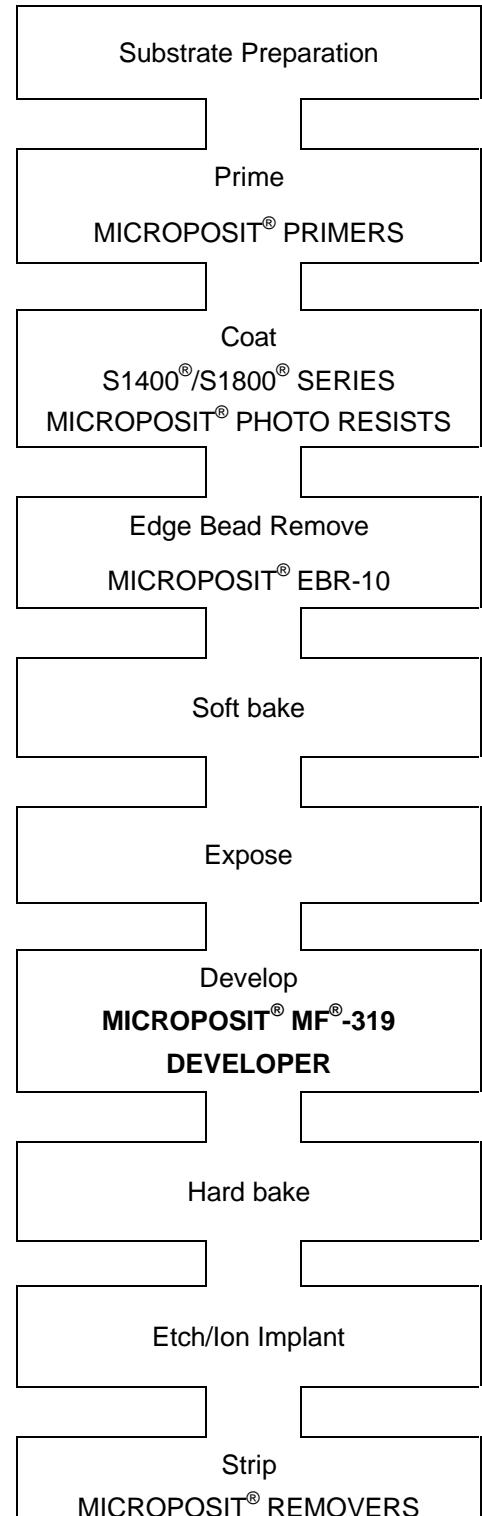 Substrate Preparation
Prime
MICROPOSIT® PRIMERS
Coat
S1400®/S1800® SERIES
MICROPOSIT® PHOTO RESISTS
Edge Bead Remove
MICROPOSIT® EBR-10
Soft bake
Expose
Develop
MICROPOSIT® MF®-319
DEVELOPER
Hard bake
Etch/Ion Implant
Strip
MICROPOSIT® REMOVERS